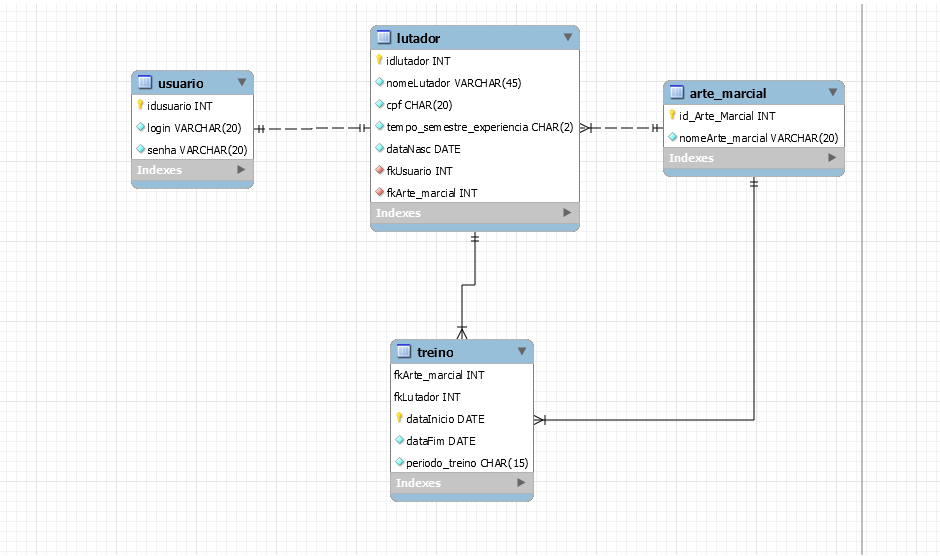 usuario
idusuario INT
login VARCHAR(20)
senha VARCHAR(20)
Indexes
lutador
idlutador INT
nomeLutador VARCHAR(45)
cpf CHAR(20)
tempo_semestre_experiencia CHAR(2)
dataNasc DATE
fkUsuario INT
fkArte_marcial INT
Indexes
arte_marcial
id_Arte_Marcial INT
nomeArte_marcial VARCHAR(20)
Indexes
treino
fkArte_marcial INT
fkLutador INT
dataInicio DATE
dataFim DATE
periodo_treino CHAR(15)
Indexes